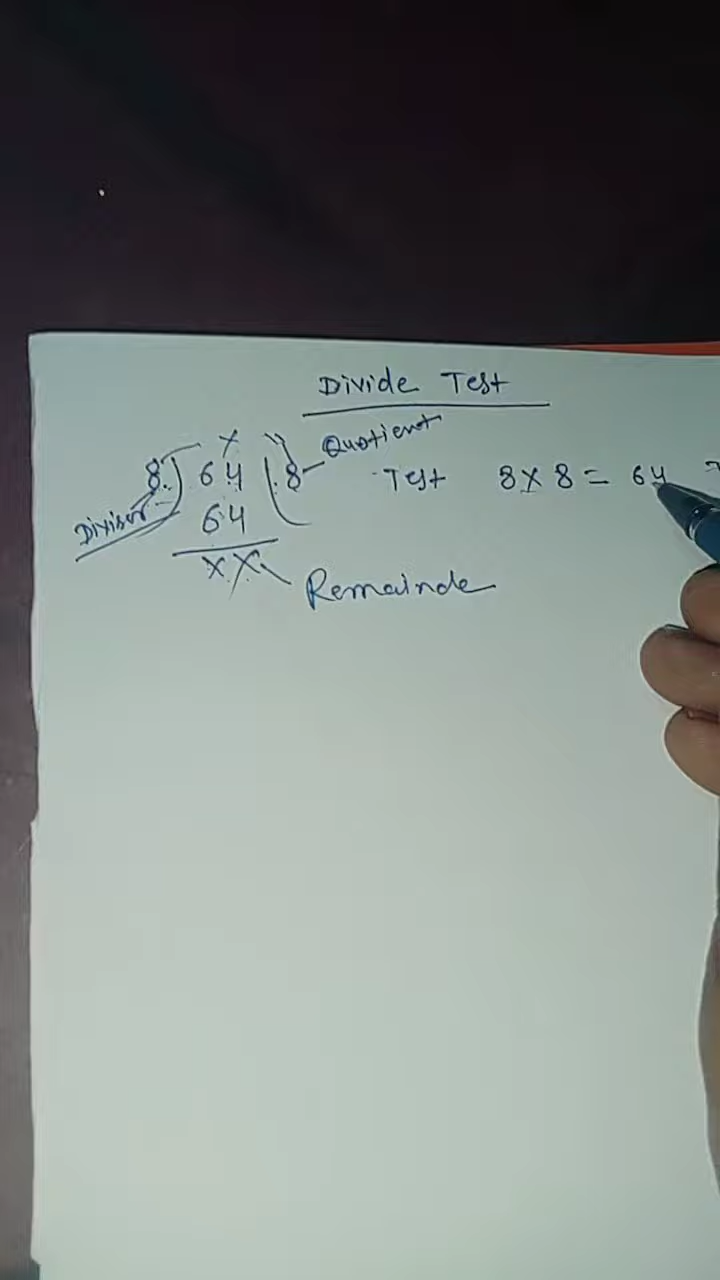 Divide Test
x
8.) 64 (.8 - Quotient
Divisor
64
xx
Remainde
Test 8 x 8 = 64